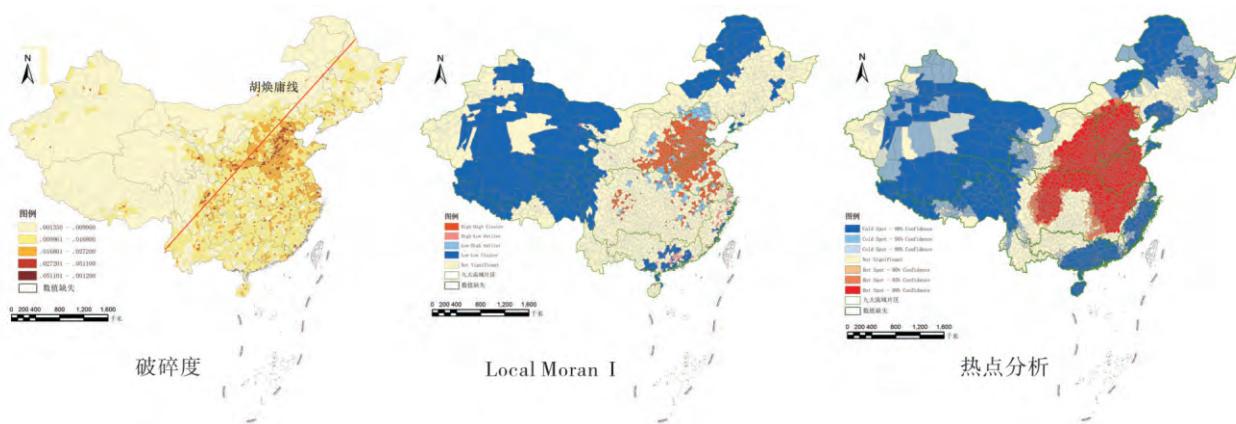 N
胡焕庸线
图例
数值缺失
0 200 400 800 1,200 1,600
千米
破碎度
N
图例
High-High Cluster
High-Low Outlier
Low-High Outlier
Low-Low Cluster
Not Significant
九大流域片区
数值缺失
0 200 400 800 1,200 1,600
千米
Local Moran I
N
图例
Cold Spot - 99% Confidence
Cold Spot - 95% Confidence
Cold Spot - 90% Confidence
Not Significant
Hot Spot - 90% Confidence
Hot Spot - 95% Confidence
Hot Spot - 99% Confidence
九大流域片区
数值缺失
0 200 400 800 1,200 1,600
千米
热点分析